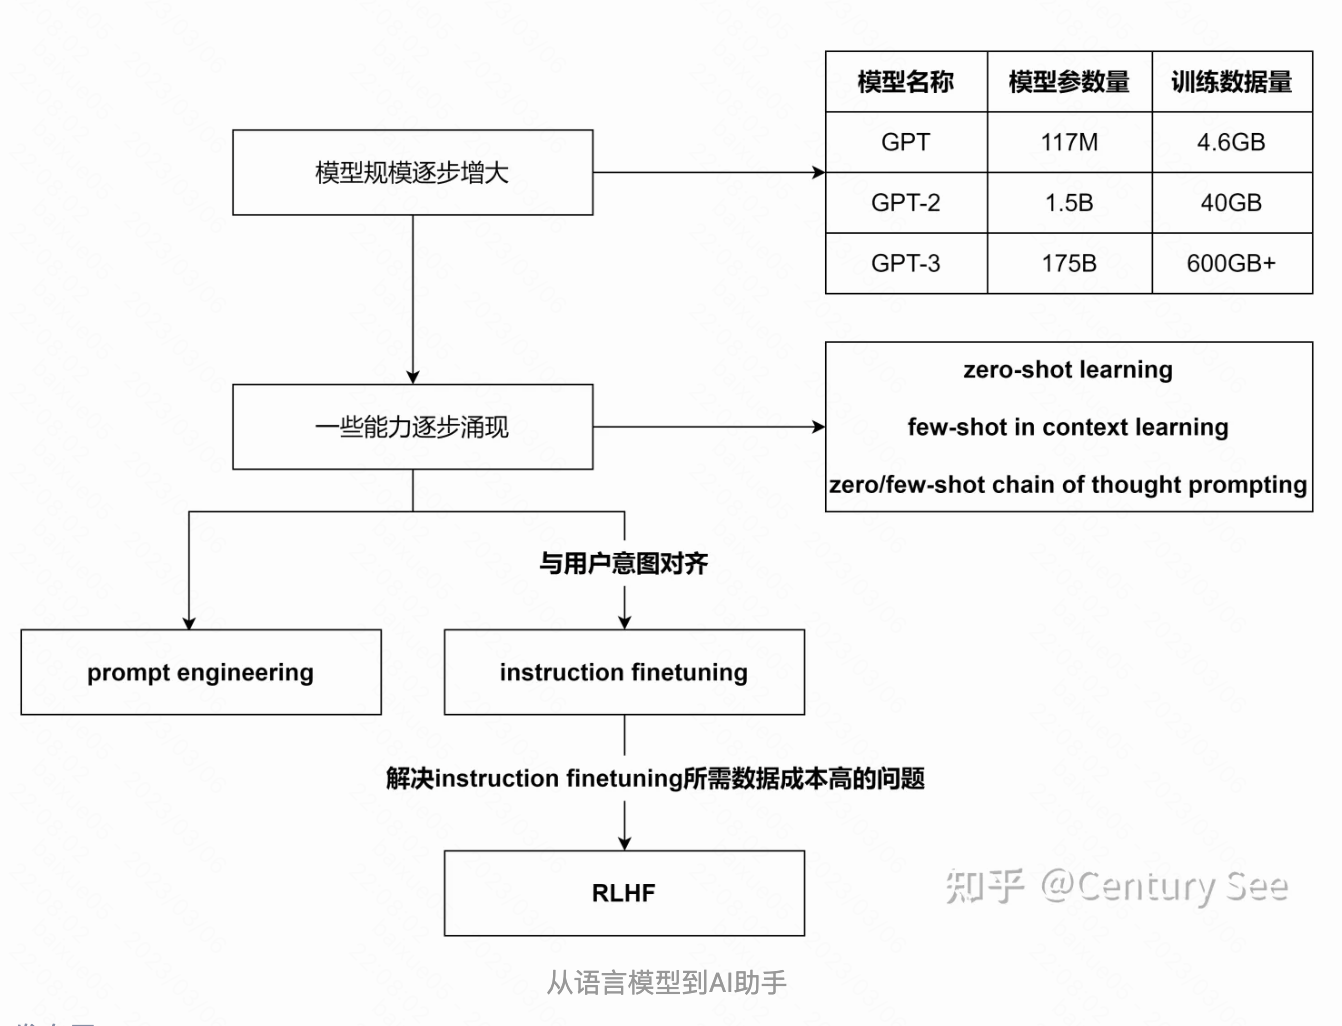 模型名称 模型参数量 训练数据量
GPT 117M 4.6GB
GPT-2 1.5B 40GB
GPT-3 175B 600GB+
模型规模逐步增大
一些能力逐步涌现
zero-shot learning
few-shot in context learning
zero/few-shot chain of thought prompting
与用户意图对齐
prompt engineering
instruction finetuning
解决instruction finetuning所需数据成本高的问题
RLHF
知乎 @Century See
从语言模型到AI助手